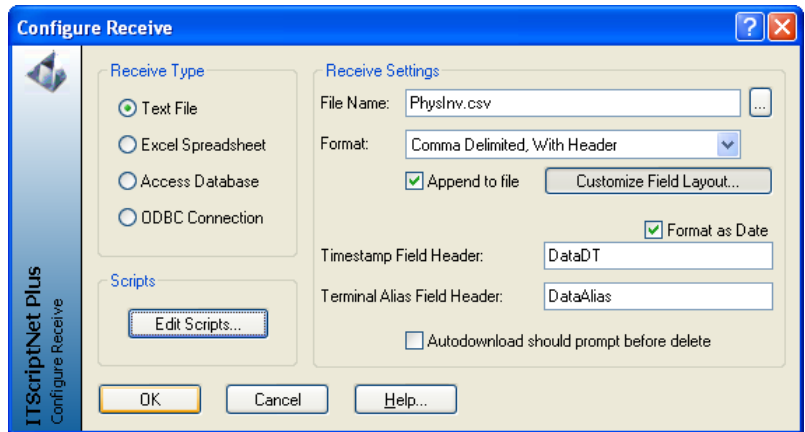 Configure Receive
?
X
Receive Type
Text File
Excel Spreadsheet
Access Database
ODBC Connection
Scripts
Edit Scripts...
Receive Settings
File Name: PhysInv.csv ...
Format: Comma Delimited, With Header
Append to file Customize Field Layout...
Format as Date
Timestamp Field Header: DataDT
Terminal Alias Field Header: DataAlias
Autodownload should prompt before delete
OK Cancel Help...
ITScriptNet Plus
Configure Receive